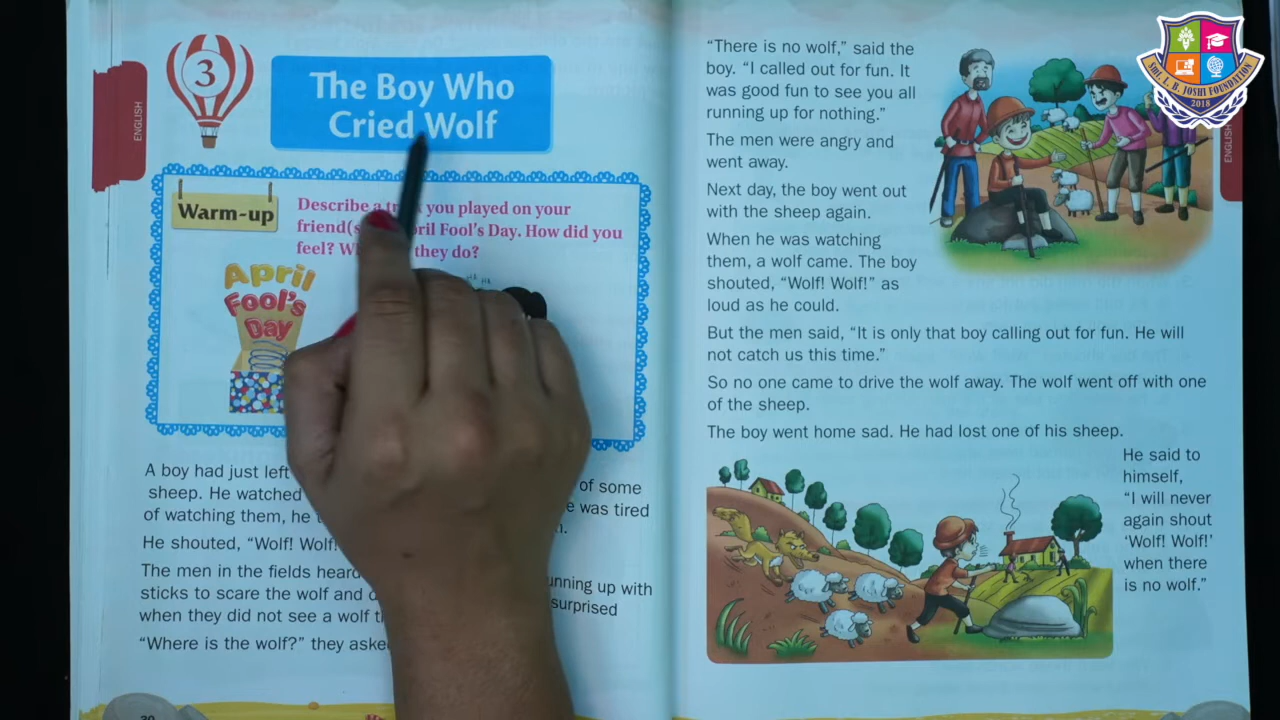 3
ENGLISH
The Boy Who
Cried Wolf
Warm-up
Describe a you played on your
friend( April Fool's Day. How did you
feel? they do?
April
Fool's
Day
A boy had just left of some
sheep. He watched was tired
of watching them, he
He shouted, "Wolf! Wolf!
The men in the fields heard running up with
sticks to scare the wolf and surprised
when they did not see a wolf
"Where is the wolf?" they asked
30
"There is no wolf," said the
boy. "I called out for fun. It
was good fun to see you all
running up for nothing."
The men were angry and
went away.
Next day, the boy went out
with the sheep again.
When he was watching
them, a wolf came. The boy
shouted, "Wolf! Wolf!" as
loud as he could.
But the men said, "It is only that boy calling out for fun. He will
not catch us this time."
So no one came to drive the wolf away. The wolf went off with one
of the sheep.
The boy went home sad. He had lost one of his sheep.
He said to
himself,
"I will never
again shout
'Wolf! Wolf!'
when there
is no wolf."
ENGLISH
SMT. L. B. JOSHI FOUNDATION
2018